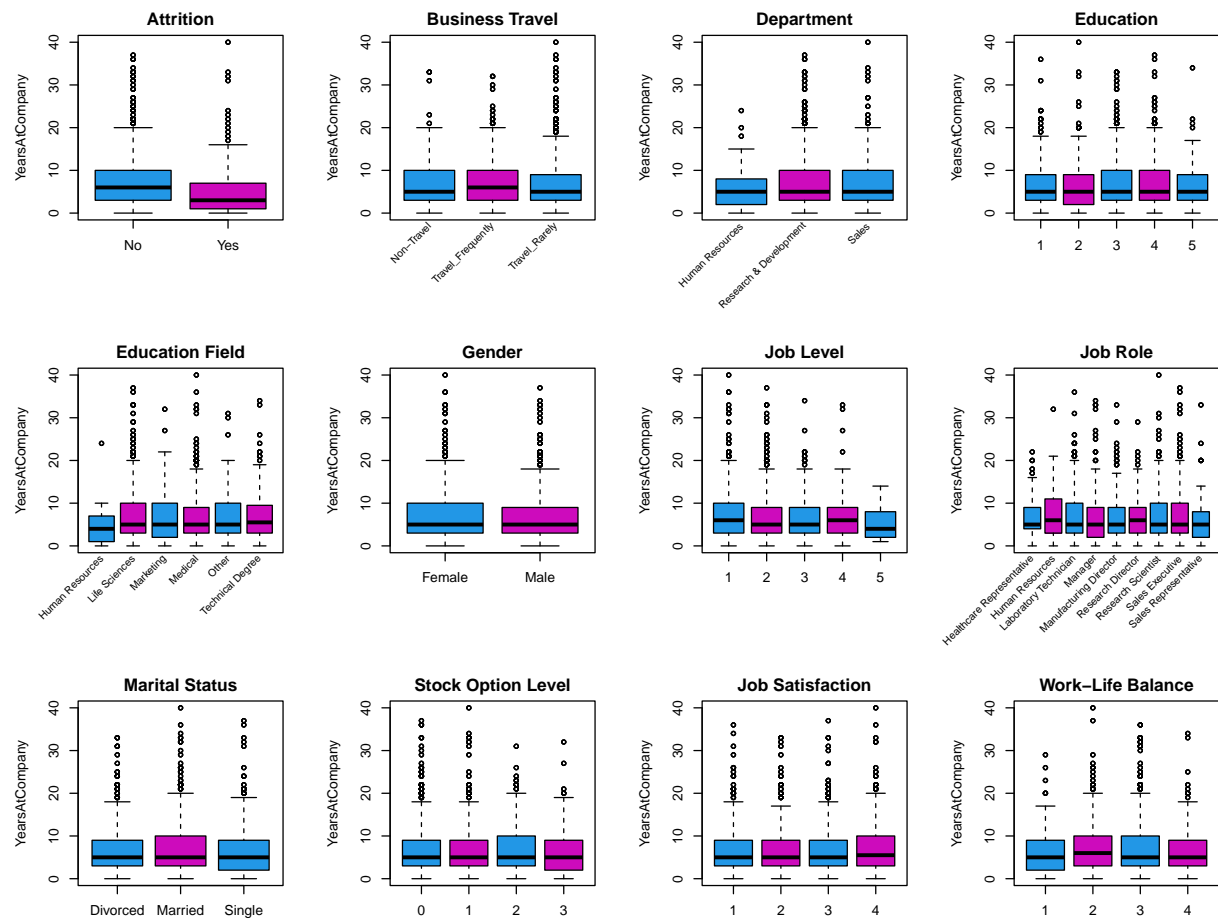 Attrition
YearsAtCompany
0 10 20 30 40
No Yes
Business Travel
YearsAtCompany
0 10 20 30 40
Non−Travel
Travel_Frequently
Travel_Rarely
Department
YearsAtCompany
0 10 20 30 40
Human Resources
Research & Development
Sales
Education
YearsAtCompany
0 10 20 30 40
1 2 3 4 5
Education Field
YearsAtCompany
0 10 20 30 40
Human Resources
Life Sciences
Marketing
Medical
Other
Technical Degree
Gender
YearsAtCompany
0 10 20 30 40
Female Male
Job Level
YearsAtCompany
0 10 20 30 40
1 2 3 4 5
Job Role
YearsAtCompany
0 10 20 30 40
Healthcare Representative
Human Resources
Laboratory Technician
Manager
Manufacturing Director
Research Director
Research Scientist
Sales Executive
Sales Representative
Marital Status
YearsAtCompany
0 10 20 30 40
Divorced Married Single
Stock Option Level
YearsAtCompany
0 10 20 30 40
0 1 2 3
Job Satisfaction
YearsAtCompany
0 10 20 30 40
1 2 3 4
Work−Life Balance
YearsAtCompany
0 10 20 30 40
1 2 3 4